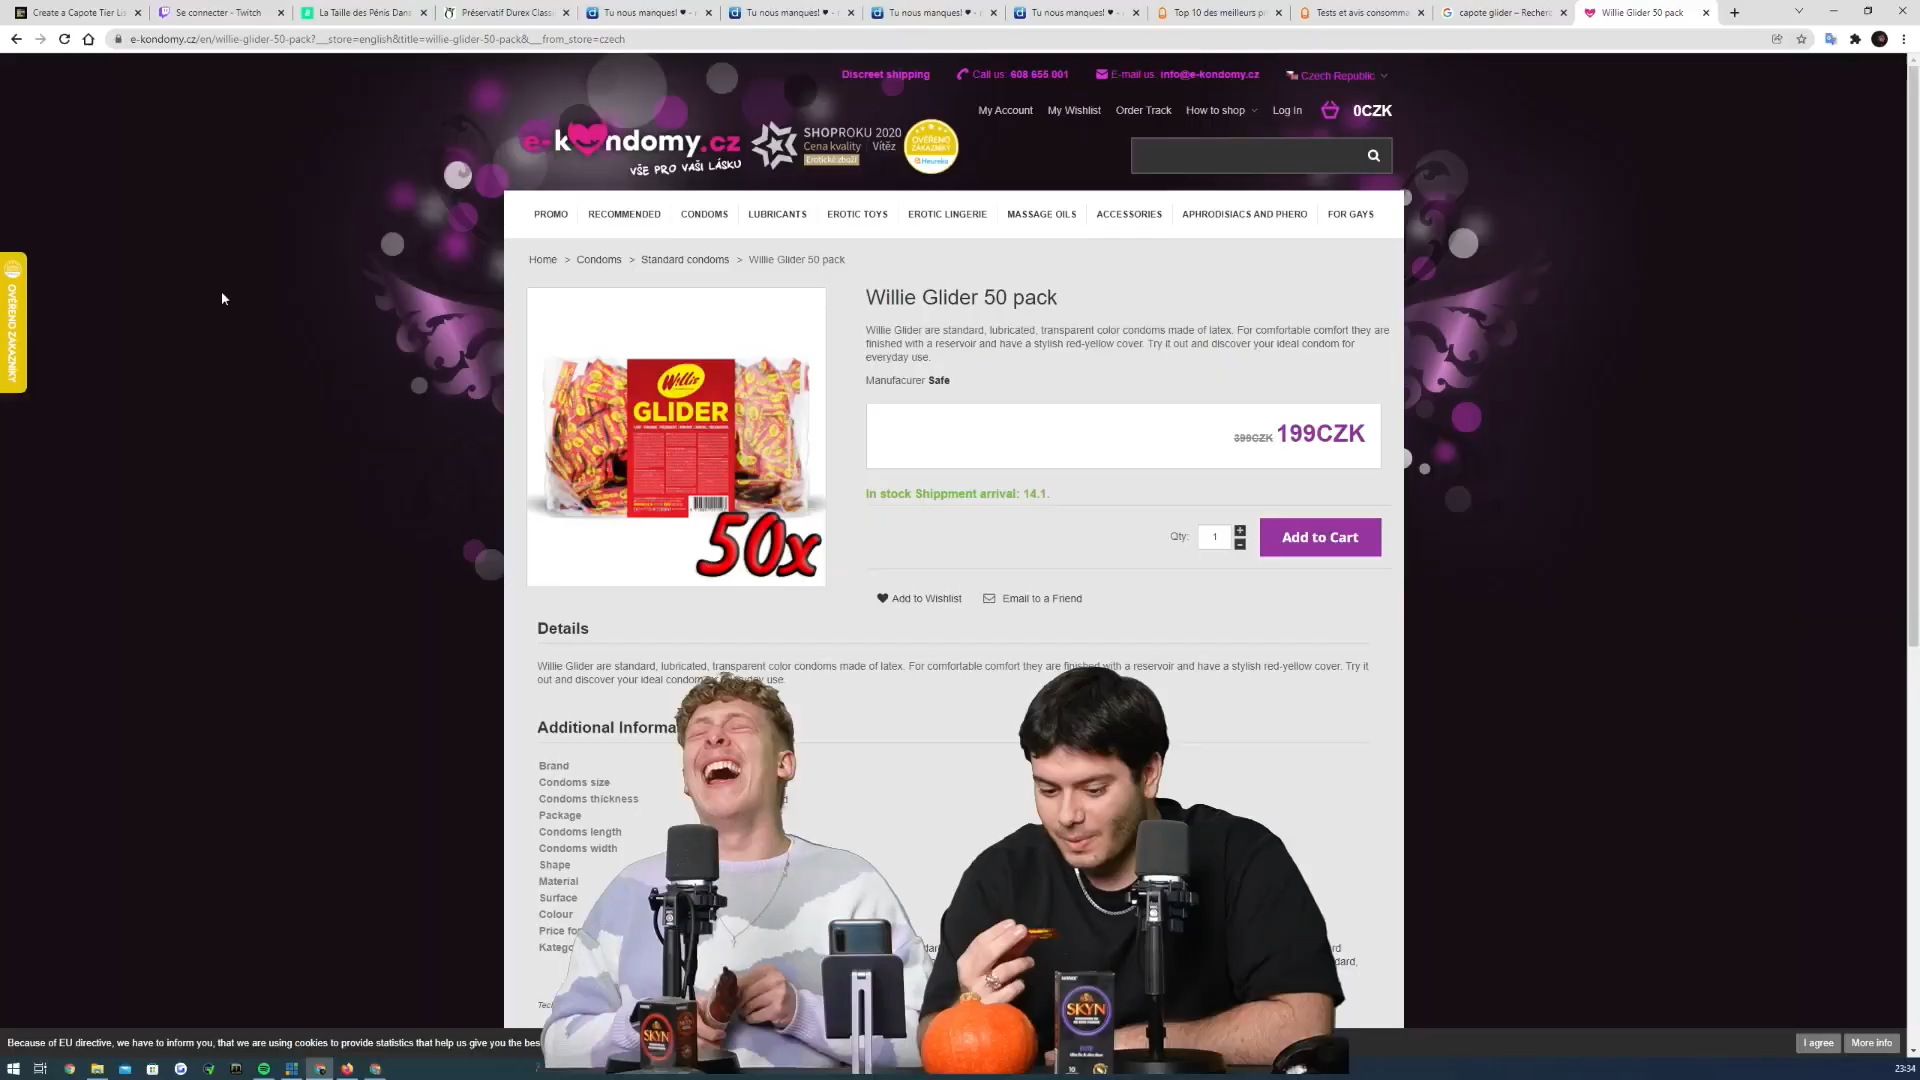 Create a Capote Tier Lis
Se connecter - Twitch
La Taille des Pénis Dans
Préservatif Durex Class
Tu nous manques! ♥ -
Tu nous manques! ♥ -
Tu nous manques! ♥ -
Tu nous manques! ♥ -
Top 10 des meilleurs pr
Tests et avis consomma
capote glider – Recherc
Willie Glider 50 pack
e-kondomy.cz/en/willie-glider-50-pack?___store=english&title=willie-glider-50-pack&___from_store=czech
Discreet shipping
Call us: 608 655 001
E-mail us: info@e-kondomy.cz
Czech Republic
My Account
My Wishlist
Order Track
How to shop
Log In
0CZK
e-kondomy.cz
VŠE PRO VAŠI LÁSKU
SHOPROKU 2020
Cena kvality | Vítěz
Erotické zboží
OVĚŘENO
ZÁKAZNÍKY
Heureka
OVĚŘENO ZÁKAZNÍKY
PROMO
RECOMMENDED
CONDOMS
LUBRICANTS
EROTIC TOYS
EROTIC LINGERIE
MASSAGE OILS
ACCESSORIES
APHRODISIACS AND PHERO
FOR GAYS
Home > Condoms > Standard condoms > Willie Glider 50 pack
Willie Glider 50 pack
Willie Glider are standard, lubricated, transparent color condoms made of latex. For comfortable comfort they are
finished with a reservoir and have a stylish red-yellow cover. Try it out and discover your ideal condom for
everyday use.
Manufacurer Safe
399CZK 199CZK
In stock Shippment arrival: 14.1.
Qty: 1
Add to Cart
Add to Wishlist
Email to a Friend
GLIDER
50x
Details
Willie Glider are standard, lubricated, transparent color condoms made of latex. For comfortable comfort they are finished with a reservoir and have a stylish red-yellow cover. Try it
out and discover your ideal condom use.
Additional Informa
Brand
Condoms size
Condoms thickness
Package
Condoms length
Condoms width
Shape
Material
Surface
Colour
Price for
Katego
rd
dard,
SKYN
SKYN
SKYN
10
Because of EU directive, we have to inform you, that we are using cookies to provide statistics that help us give you the bes
I agree
More info
23:34